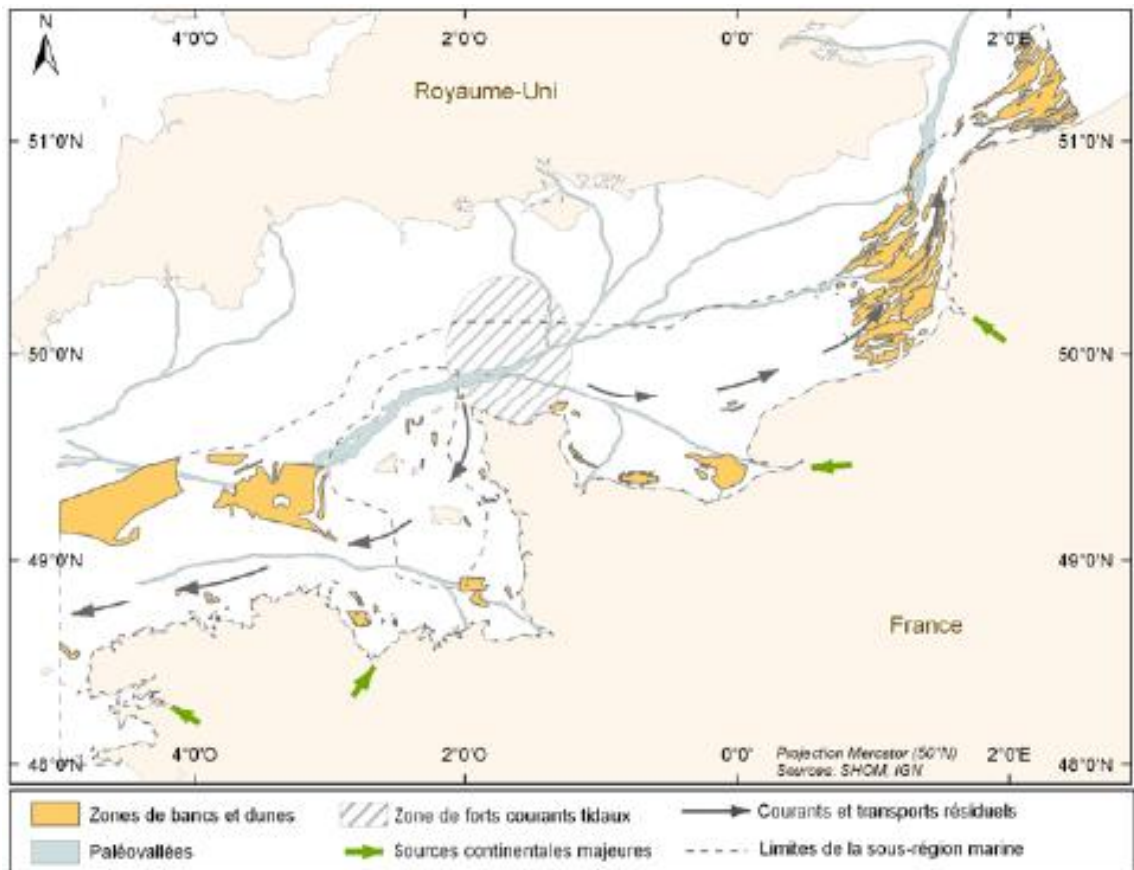 N
4°0'O 2°0'O 0°0' 2°0'E
Royaume-Uni
51°0'N 51°0'N
50°0'N 50°0'N
49°0'N 49°0'N
France
4°0'O 2°0'O 0°0' 2°0'E
48°0'N 48°0'N
Projection Mercator (50°N)
Sources: SHOM, IGN
Zones de bancs et dunes
Zone de forts courants tidaux
Courants et transports résiduels
Paléovallées
Sources continentales majeures
Limites de la sous-région marine